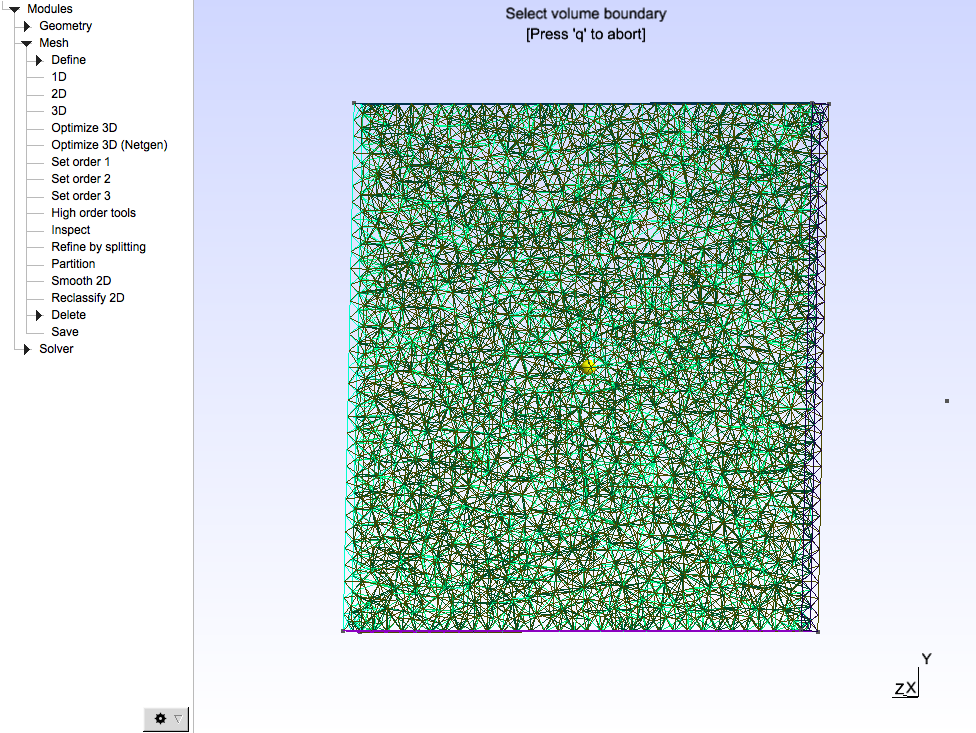 Modules
Geometry
Mesh
Define
1D
2D
3D
Optimize 3D
Optimize 3D (Netgen)
Set order 1
Set order 2
Set order 3
High order tools
Inspect
Refine by splitting
Partition
Smooth 2D
Reclassify 2D
Delete
Save
Solver
Select volume boundary
[Press 'q' to abort]
Y
ZX